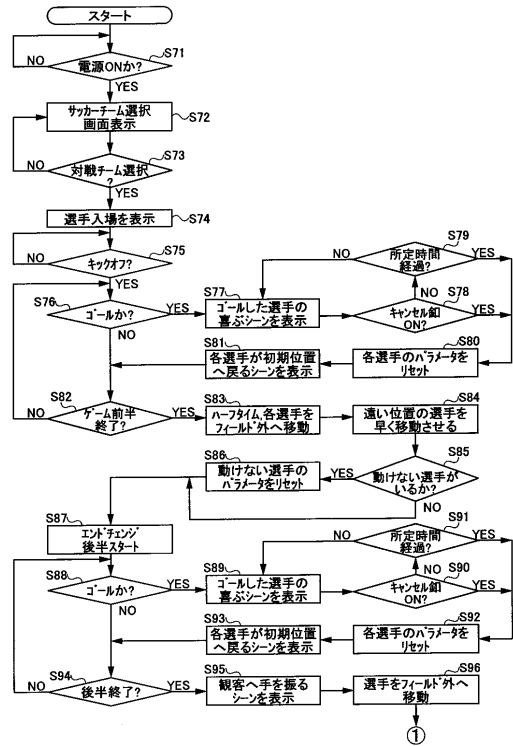 スタート
S71
電源ONか?
NO
YES
S72
サッカーチーム選択
画面表示
S73
対戦チーム選択
?
NO
YES
S74
選手入場を表示
S75
キックオフ?
NO
YES
S76
ゴールか?
YES
NO
S77
ゴールした選手の
喜ぶシーンを表示
S78
キャンセル釦
ON?
NO
YES
S79
所定時間
経過?
NO
YES
S80
各選手のパラメータを
リセット
S81
各選手が初期位置
へ戻るシーンを表示
S82
ゲーム前半
終了?
NO
YES
S83
ハーフタイム,各選手を
フィールド外へ移動
S84
遠い位置の選手を
早く移動させる
S85
動けない選手が
いるか?
YES
NO
S86
動けない選手の
パラメータをリセット
S87
エンドチェンジ
後半スタート
S88
ゴールか?
YES
NO
S89
ゴールした選手の
喜ぶシーンを表示
S90
キャンセル釦
ON?
NO
YES
S91
所定時間
経過?
NO
YES
S92
各選手のパラメータを
リセット
S93
各選手が初期位置
へ戻るシーンを表示
S94
後半終了?
NO
YES
S95
観客へ手を振る
シーンを表示
S96
選手をフィールド外へ
移動
①